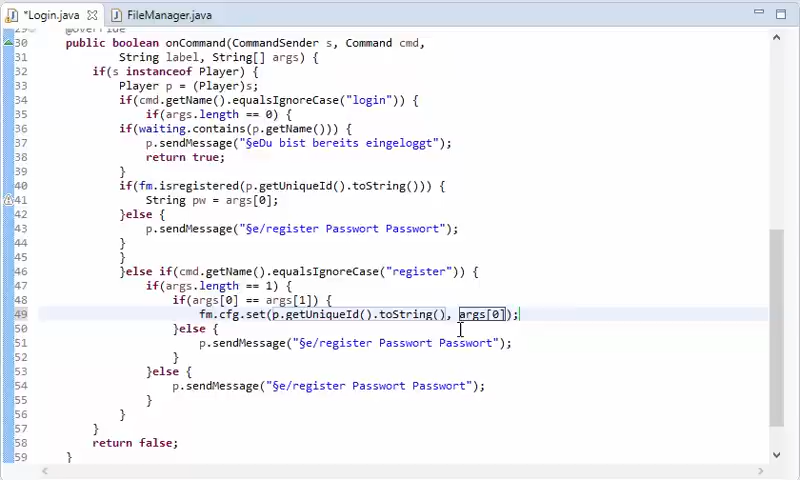 *Login.java
FileManager.java
29 @Override
30 public boolean onCommand(CommandSender s, Command cmd,
31 String label, String[] args) {
32 if(s instanceof Player) {
33 Player p = (Player)s;
34 if(cmd.getName().equalsIgnoreCase("login")) {
35 if(args.length == 0) {
36 if(waiting.contains(p.getName())) {
37 p.sendMessage("§eDu bist bereits eingeloggt");
38 return true;
39 }
40 if(fm.isregistered(p.getUniqueId().toString())) {
41 String pw = args[0];
42 }else {
43 p.sendMessage("§e/register Passwort Passwort");
44 }
45 }
46 }else if(cmd.getName().equalsIgnoreCase("register")) {
47 if(args.length == 1) {
48 if(args[0] == args[1]) {
49 fm.cfg.set(p.getUniqueId().toString(), args[0]);
50 }else {
51 p.sendMessage("§e/register Passwort Passwort");
52 }
53 }else {
54 p.sendMessage("§e/register Passwort Passwort");
55 }
56 }
57 }
58 return false;
59 }